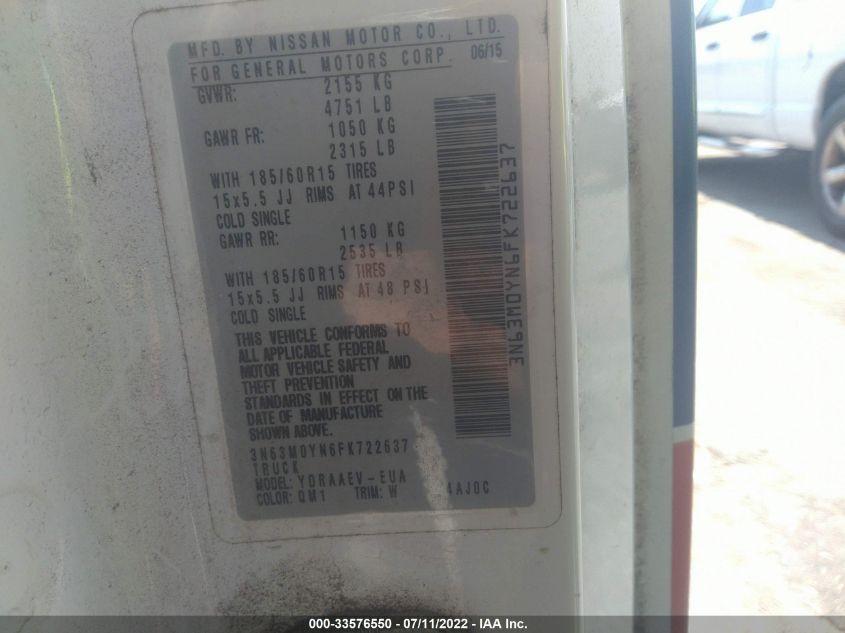 MFD. BY NISSAN MOTOR CO., LTD.
FOR GENERAL MOTORS CORP. 06/15
GVWR: 2155 KG
4751 LB
GAWR FR: 1050 KG
2315 LB
WITH 185/60R15 TIRES
15x5.5 JJ RIMS AT 44PSI
COLD SINGLE
GAWR RR: 1150 KG
2535 LB
WITH 185/60R15 TIRES
15x5.5 JJ RIMS AT 48 PSI
COLD SINGLE
THIS VEHICLE CONFORMS TO
ALL APPLICABLE FEDERAL
MOTOR VEHICLE SAFETY AND
THEFT PREVENTION
STANDARDS IN EFFECT ON THE
DATE OF MANUFACTURE
SHOWN ABOVE.
3N63M0YN6FK722637
TRUCK
MODEL: YDRAAEV-EUA
COLOR: QM1 TRIM: W 4AJ0C
3N63M0YN6FK722637
000-33576550 - 07/11/2022 - IAA Inc.